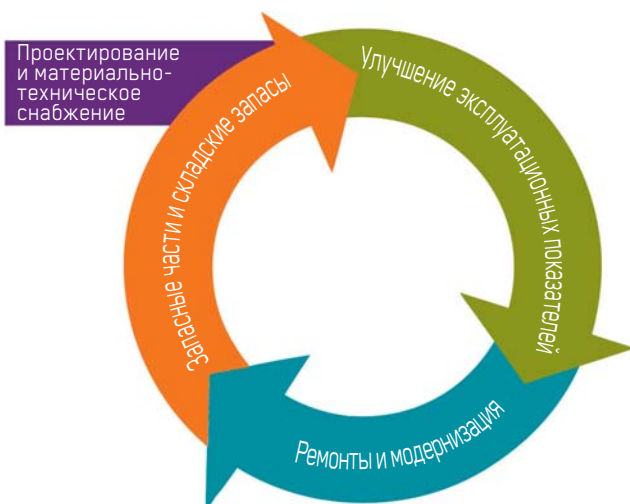 Проектирование
и материально-
техническое
снабжение
Улучшение эксплуатационных показателей
Ремонты и модернизация
Запасные части и складские запасы